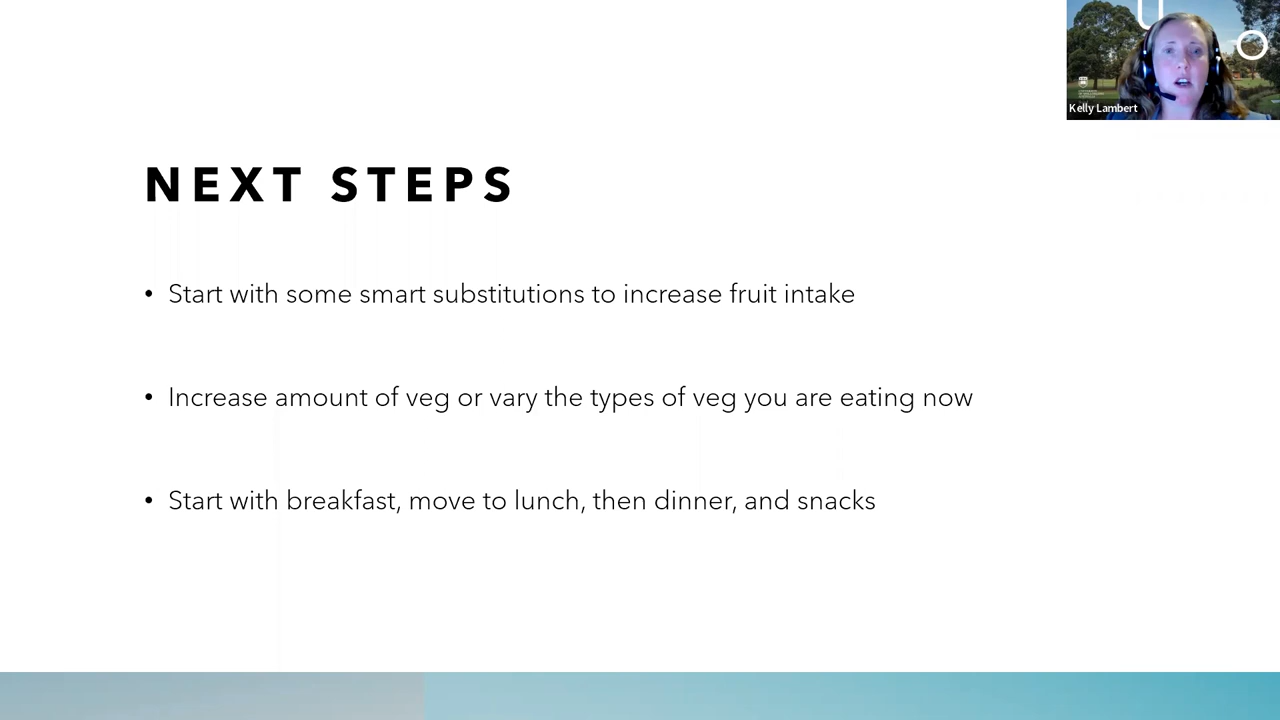 Kelly Lambert
NEXT STEPS
• Start with some smart substitutions to increase fruit intake
• Increase amount of veg or vary the types of veg you are eating now
• Start with breakfast, move to lunch, then dinner, and snacks